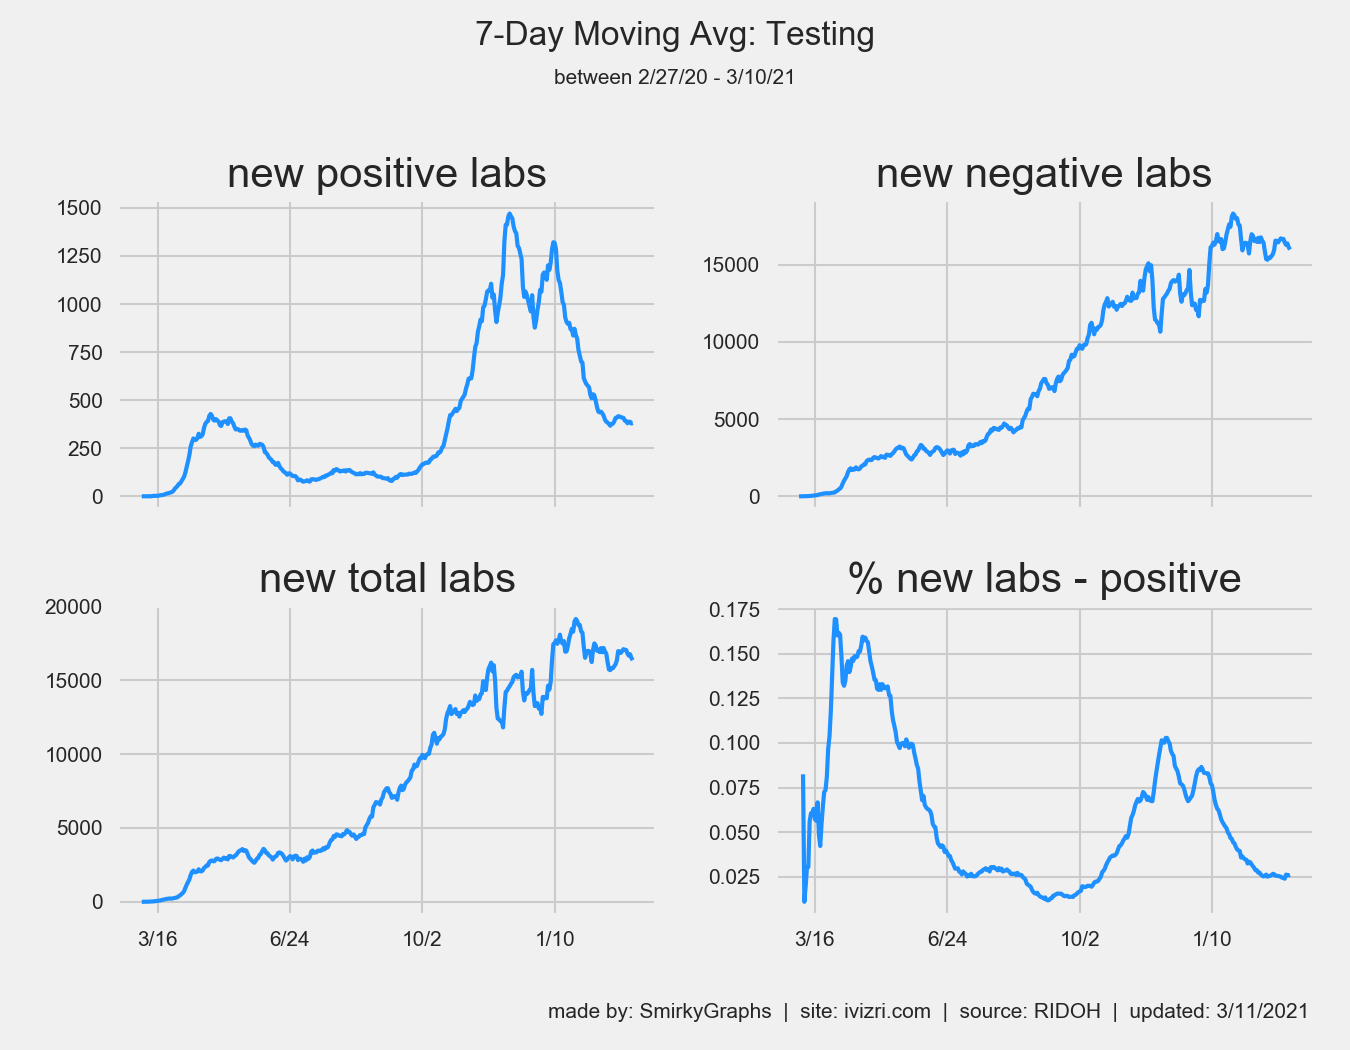 7-Day Moving Avg: Testing
between 2/27/20 - 3/10/21
new positive labs
1500
1250
1000
750
500
250
0
new negative labs
15000
10000
5000
0
new total labs
20000
15000
10000
5000
0
3/16 6/24 10/2 1/10
% new labs - positive
0.175
0.150
0.125
0.100
0.075
0.050
0.025
3/16 6/24 10/2 1/10
made by: SmirkyGraphs | site: ivizri.com | source: RIDOH | updated: 3/11/2021